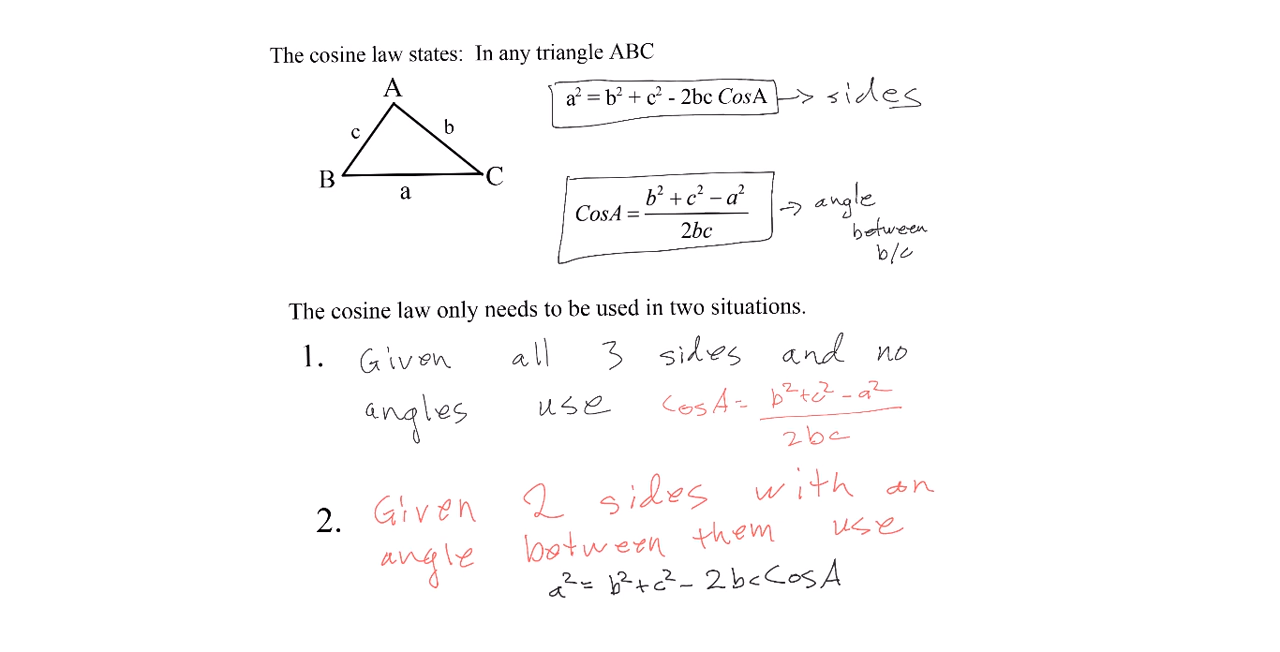 The cosine law states: In any triangle ABC
A
a² = b² + c² - 2bc CosA → sides
c
b
B
C
a
CosA = (b² + c² − a²) / 2bc → angle
between
b/c
The cosine law only needs to be used in two situations.
1. Given all 3 sides and no
angles use cosA = (b²+c²-a²) / 2bc
2. Given 2 sides with an
angle between them use
a² = b²+c²- 2bcCosA